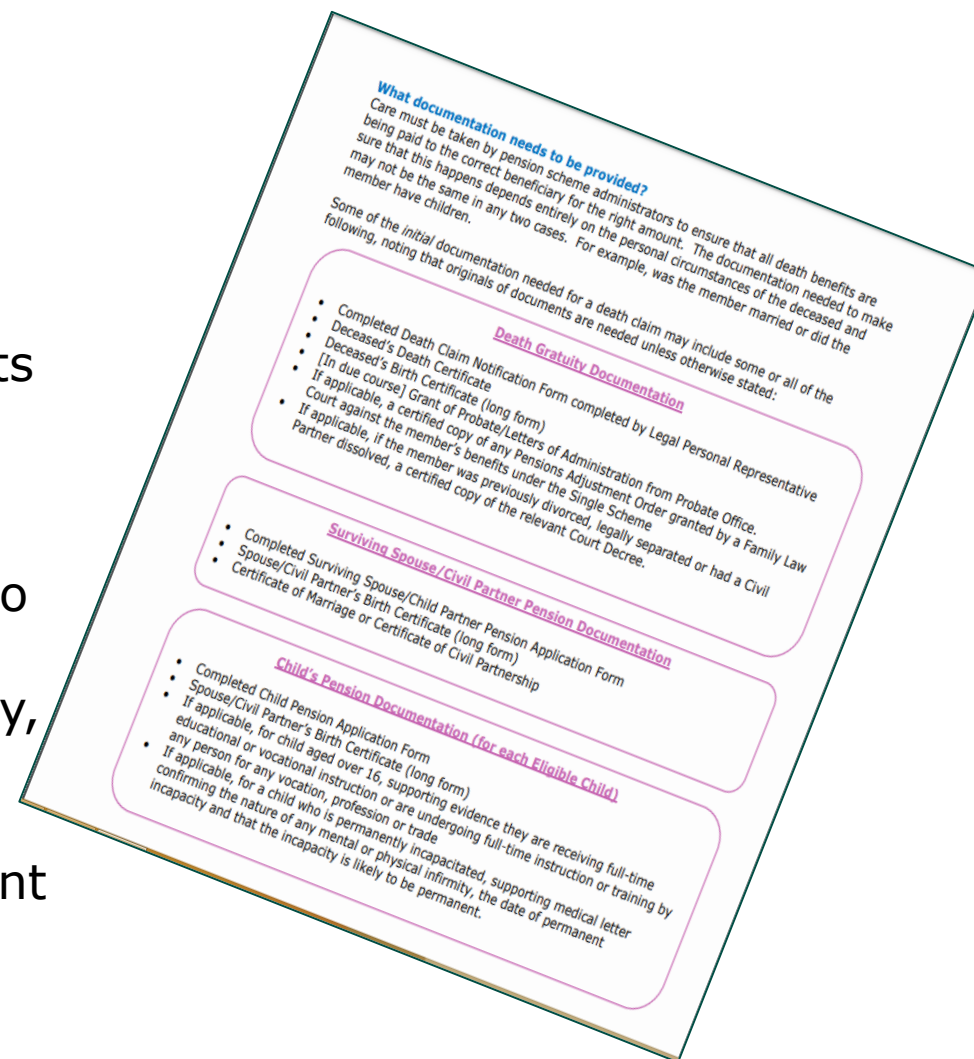 ts
o
y,
nt
What documentation needs to be provided?
Care must be taken by pension scheme administrators to ensure that all death benefits are
being paid to the correct beneficiary for the right amount. The documentation needed to make
sure that this happens depends entirely on the personal circumstances of the deceased and
may not be the same in any two cases. For example, was the member married or did the
member have children.
Some of the initial documentation needed for a death claim may include some or all of the
following, noting that originals of documents are needed unless otherwise stated:
Death Gratuity Documentation
• Completed Death Claim Notification Form completed by Legal Personal Representative
• Deceased's Death Certificate
• Deceased's Birth Certificate (long form)
• [In due course] Grant of Probate/Letters of Administration from Probate Office.
• If applicable, a certified copy of any Pensions Adjustment Order granted by a Family Law
Court against the member's benefits under the Single Scheme
• If applicable, if the member was previously divorced, legally separated or had a Civil
Partner dissolved, a certified copy of the relevant Court Decree.
Surviving Spouse/Civil Partner Pension Documentation
• Completed Surviving Spouse/Child Partner Pension Application Form
• Spouse/Civil Partner's Birth Certificate (long form)
• Certificate of Marriage or Certificate of Civil Partnership
Child's Pension Documentation (for each Eligible Child)
• Completed Child Pension Application Form
• Spouse/Civil Partner's Birth Certificate (long form)
• If applicable, for child aged over 16, supporting evidence they are receiving full-time
educational or vocational instruction or are undergoing full-time instruction or training by
any person for any vocation, profession or trade
• If applicable, for a child who is permanently incapacitated, supporting medical letter
confirming the nature of any mental or physical infirmity, the date of permanent
incapacity and that the incapacity is likely to be permanent.